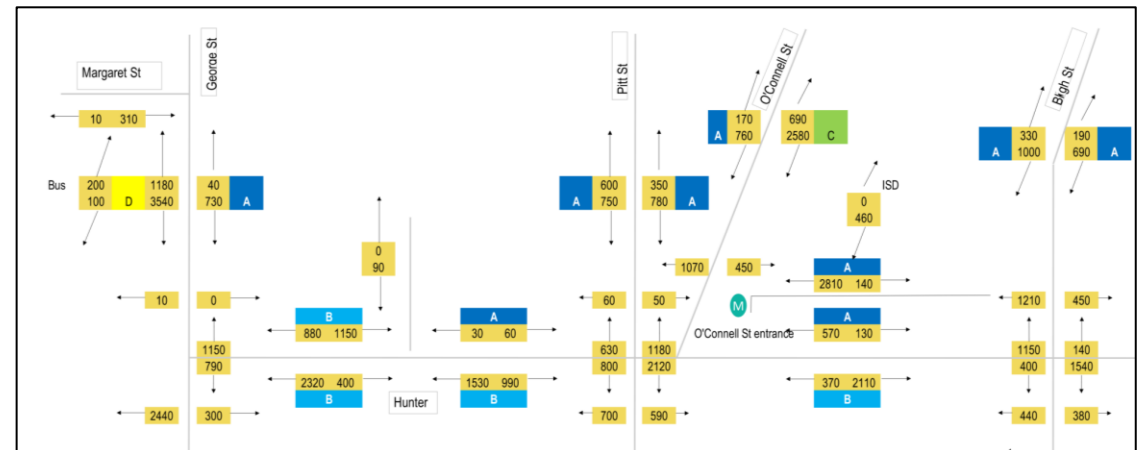 George St
Pitt St
O'Connell St
Bligh St
Margaret St
10 310
170
A 760
690
2580 C
330
A 1000
190
690 A
Bus
200 1180
100 D 3540
40
730 A
600
A 750
350
780 A
ISD
0
460
0
90
1070 450
A
2810 140
10 0
60 50
M
1210 450
B
880 1150
A
30 60
O'Connell St entrance
A
570 130
1150
790
630
800
1180
2120
1150
400
140
1540
2320 400
B
1530 990
B
370 2110
B
Hunter
2440 300
700 590
440 380